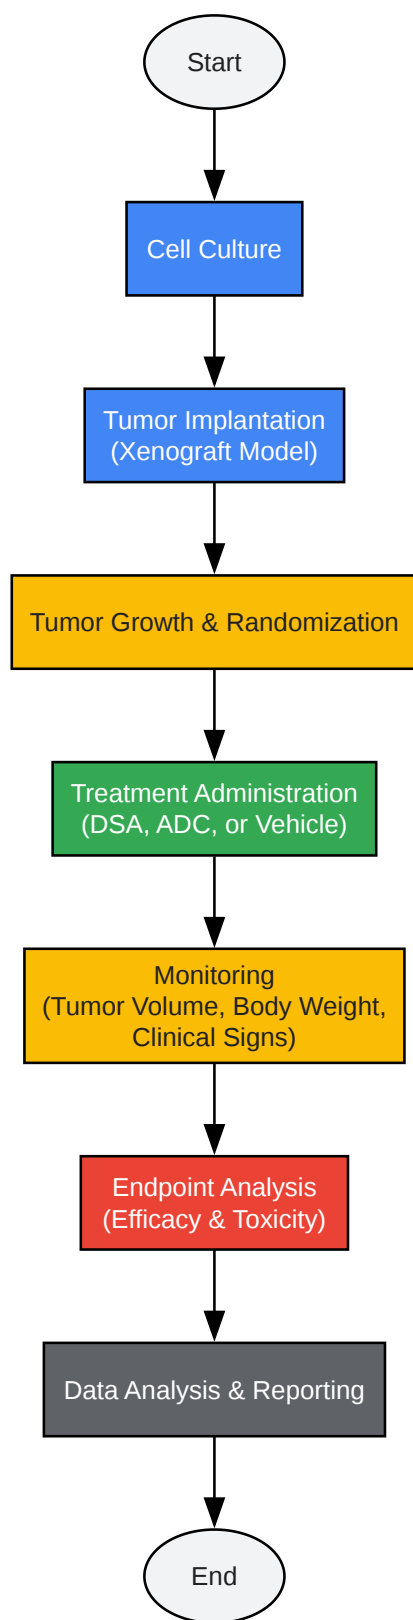 Start
Cell Culture
Tumor Implantation
(Xenograft Model)
Tumor Growth & Randomization
Treatment Administration
(DSA, ADC, or Vehicle)
Monitoring
(Tumor Volume, Body Weight,
Clinical Signs)
Endpoint Analysis
(Efficacy & Toxicity)
Data Analysis & Reporting
End